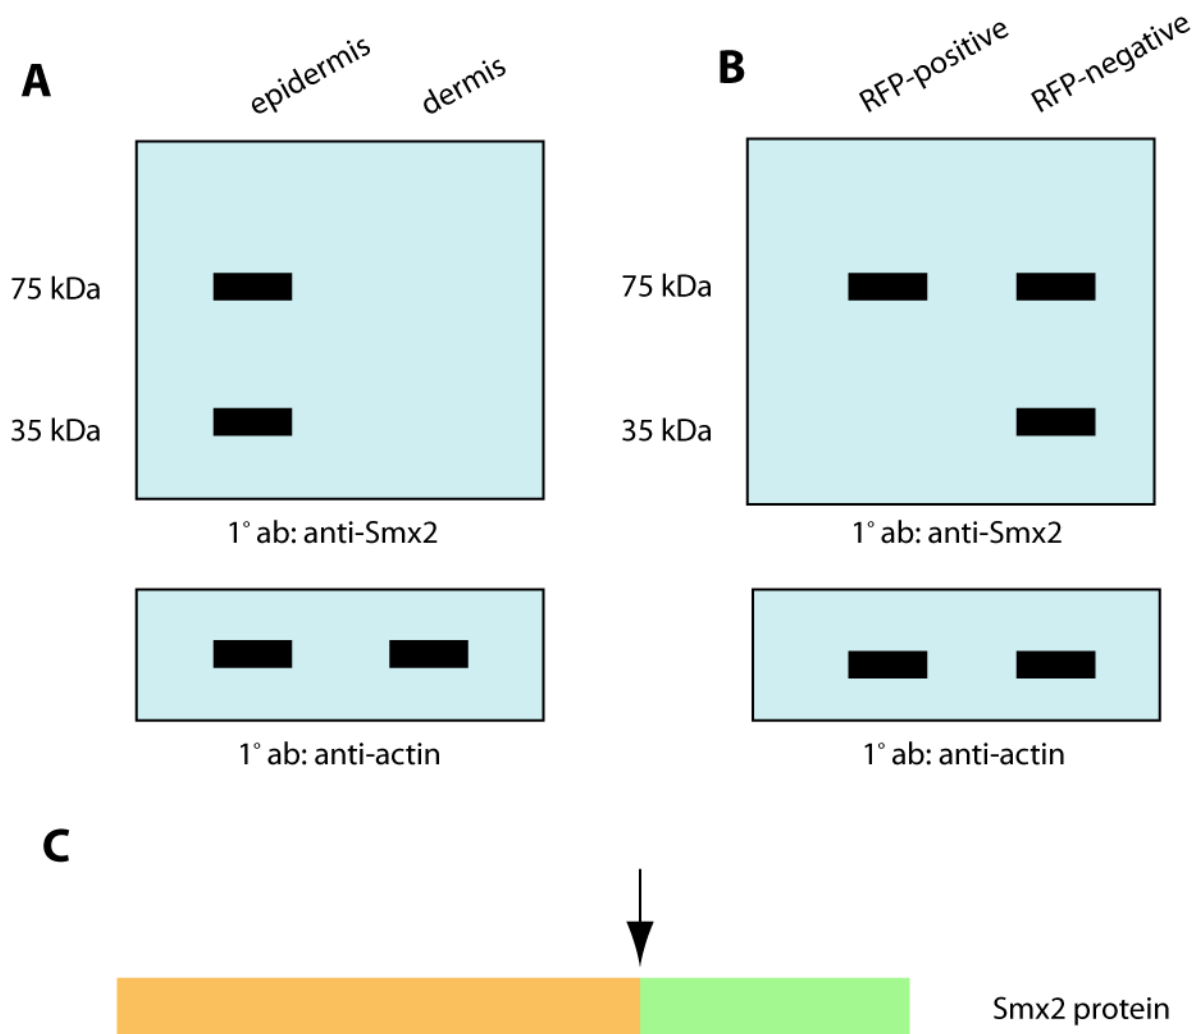 A
epidermis
dermis
75 kDa
35 kDa
1° ab: anti-Smx2
1° ab: anti-actin
B
RFP-positive
RFP-negative
75 kDa
35 kDa
1° ab: anti-Smx2
1° ab: anti-actin
C
Smx2 protein